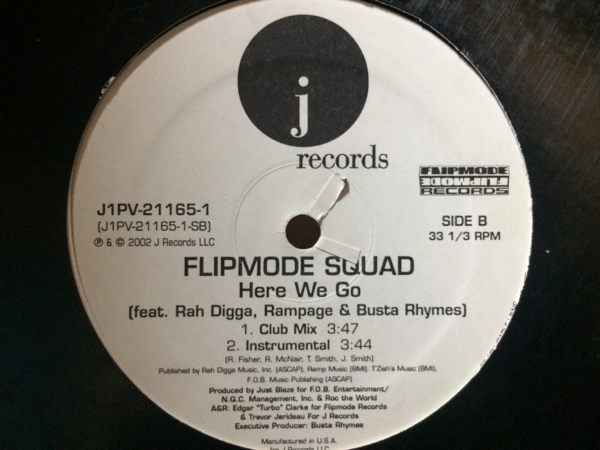 j
records
FLIPMODE
FLIPMODE
RECORDS
J1PV-21165-1
(J1PV-21165-1-SB)
℗ & © 2002 J Records LLC
SIDE B
33 1/3 RPM
FLIPMODE SQUAD
Here We Go
(feat. Rah Digga, Rampage & Busta Rhymes)
1. Club Mix 3:47
2. Instrumental 3:44
(R. Fisher, R. McNair, T. Smith, J. Smith)
Published by Rah Digga Music, Inc. (ASCAP), Ramp Music (BMI), T'Ziah's Music (BMI),
F.O.B. Music Publishing (ASCAP)
Produced by Just Blaze for F.O.B. Entertainment/
N.Q.C. Management, Inc. & Roc the World
A&R: Edgar "Turbo" Clarke for Flipmode Records
& Trevor Jerideau For J Records
Executive Producer: Busta Rhymes
Manufactured in U.S.A.
for J Records LLC